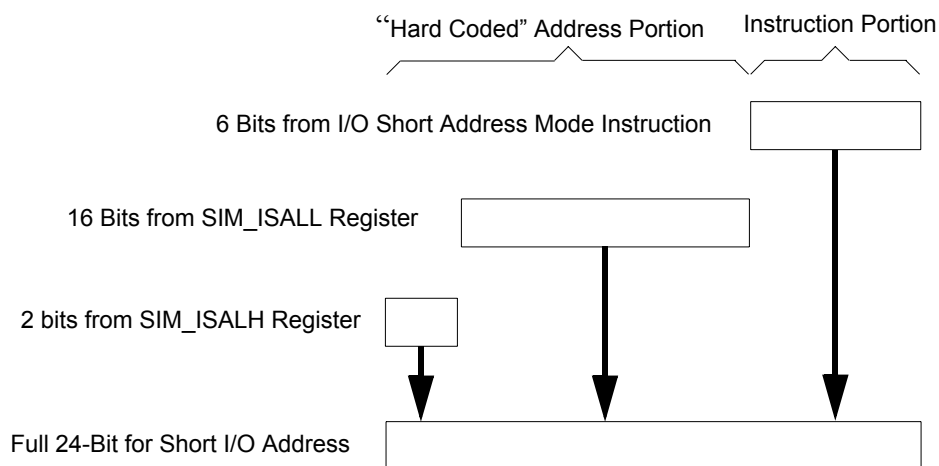 “Hard Coded” Address Portion
Instruction Portion
6 Bits from I/O Short Address Mode Instruction
16 Bits from SIM_ISALL Register
2 bits from SIM_ISALH Register
Full 24-Bit for Short I/O Address